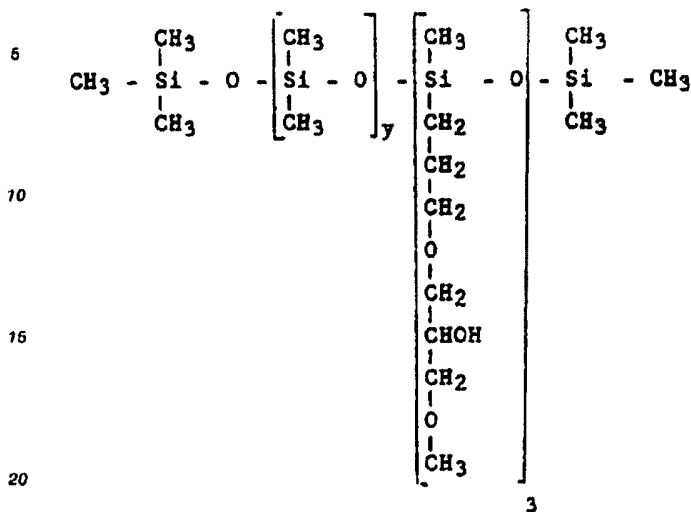 CH3 CH3 CH3 CH3
5
CH3 - Si - O - Si - O - Si - O - Si - CH3
CH3 CH3 y CH2 CH3
CH2
10
CH2
O
CH2
15 CHOH
CH2
O
20 CH3
3